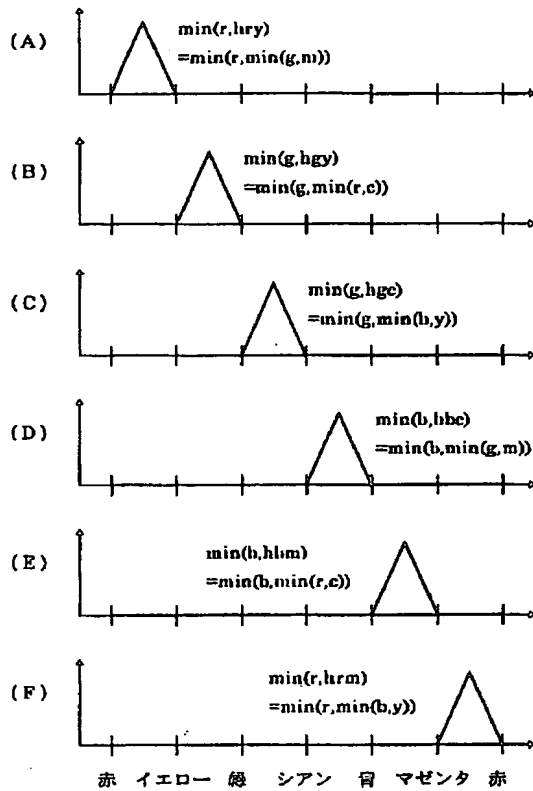 (A)
min(r,hry)
=min(r,min(g,m))
(B)
min(g,hgy)
=min(g,min(r,c))
(C)
min(g,hgc)
=min(g,min(b,y))
(D)
min(b,hbc)
=min(b,min(g,m))
(E)
min(b,hbm)
=min(b,min(r,c))
(F)
min(r,hrm)
=min(r,min(b,y))
赤 イエロー 緑 シアン 青 マゼンタ 赤